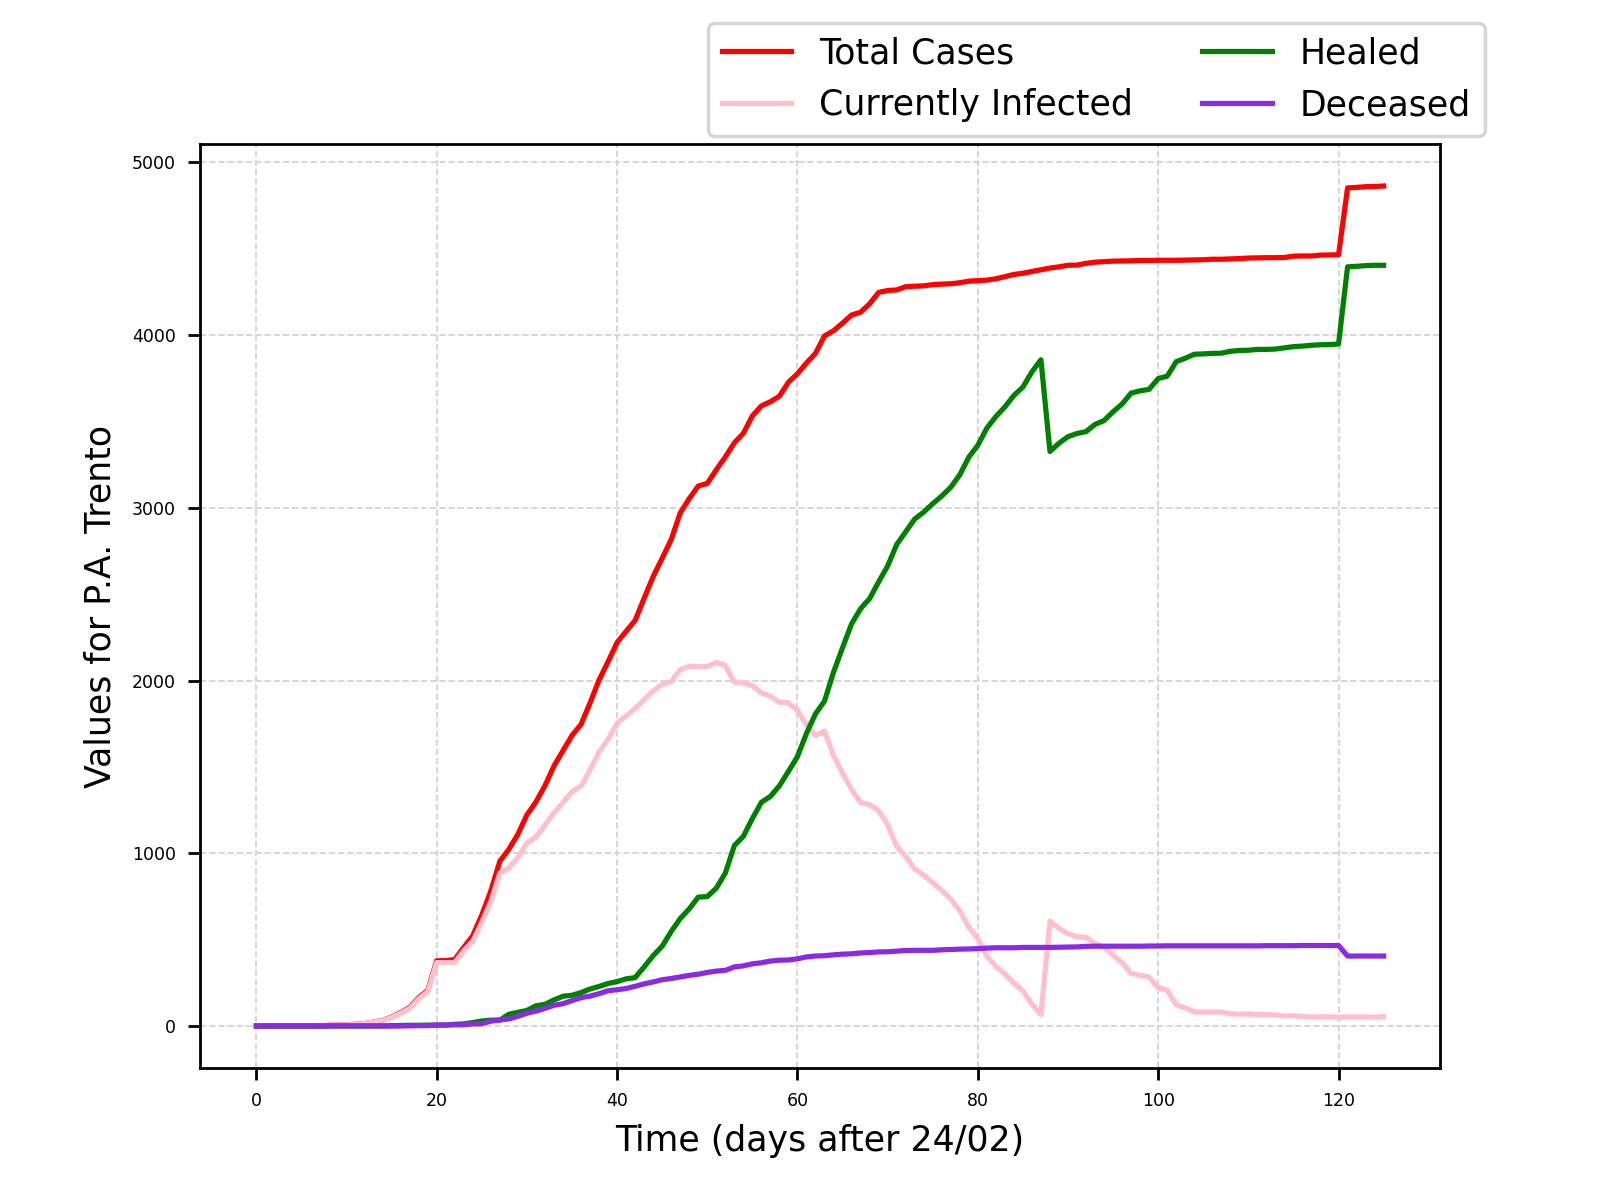 Total Cases
Currently Infected
Healed
Deceased
5000
4000
3000
2000
1000
0
Values for P.A. Trento
0 20 40 60 80 100 120
Time (days after 24/02)